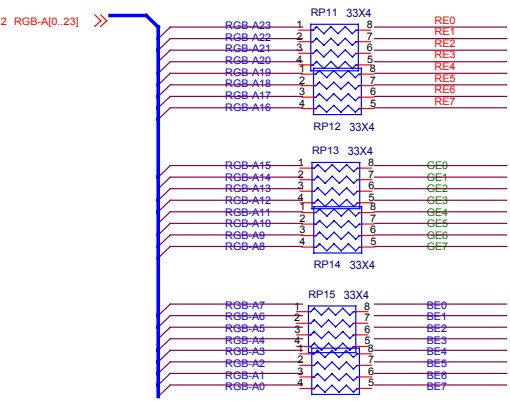 2 RGB-A[0..23]
RP11 33X4
RGB-A23 1 8 RE0
RGB-A22 2 7 RE1
RGB-A21 3 6 RE2
RGB-A20 4 5 RE3
RGB-A19 1 8 RE4
RGB-A18 2 7 RE5
RGB-A17 3 6 RE6
RGB-A16 4 5 RE7
RP12 33X4
RP13 33X4
RGB-A15 1 8 GE0
RGB-A14 2 7 GE1
RGB-A13 3 6 GE2
RGB-A12 4 5 GE3
RGB-A11 1 8 GE4
RGB-A10 2 7 GE5
RGB-A9 3 6 GE6
RGB-A8 4 5 GE7
RP14 33X4
RP15 33X4
RGB-A7 1 8 BE0
RGB-A6 2 7 BE1
RGB-A5 3 6 BE2
RGB-A4 4 5 BE3
RGB-A3 1 8 BE4
RGB-A2 2 7 BE5
RGB-A1 3 6 BE6
RGB-A0 4 5 BE7